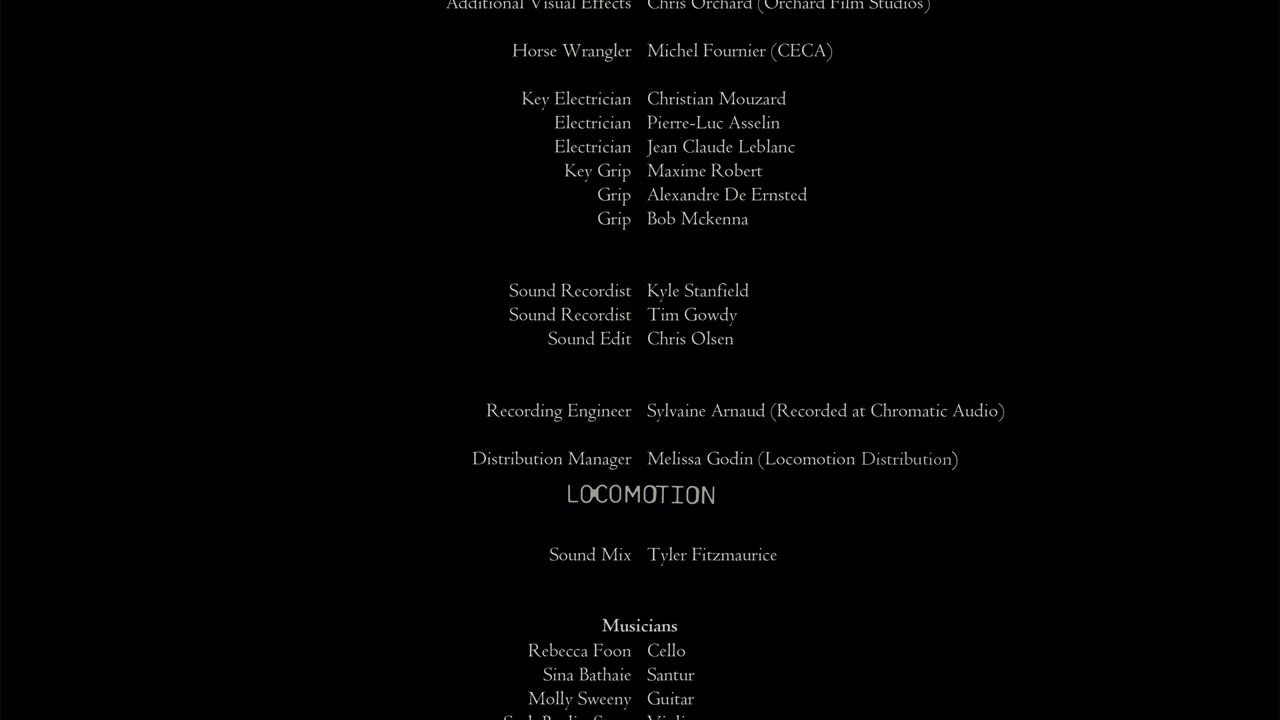 Additional Visual Effects Chris Orchard (Orchard Film Studios)
Horse Wrangler Michel Fournier (CECA)
Key Electrician Christian Mouzard
Electrician Pierre-Luc Asselin
Electrician Jean Claude Leblanc
Key Grip Maxime Robert
Grip Alexandre De Ernsted
Grip Bob Mckenna
Sound Recordist Kyle Stanfield
Sound Recordist Tim Gowdy
Sound Edit Chris Olsen
Recording Engineer Sylvaine Arnaud (Recorded at Chromatic Audio)
Distribution Manager Melissa Godin (Locomotion Distribution)
LOCOMOTION
Sound Mix Tyler Fitzmaurice
Musicians
Rebecca Foon Cello
Sina Bathaie Santur
Molly Sweeny Guitar